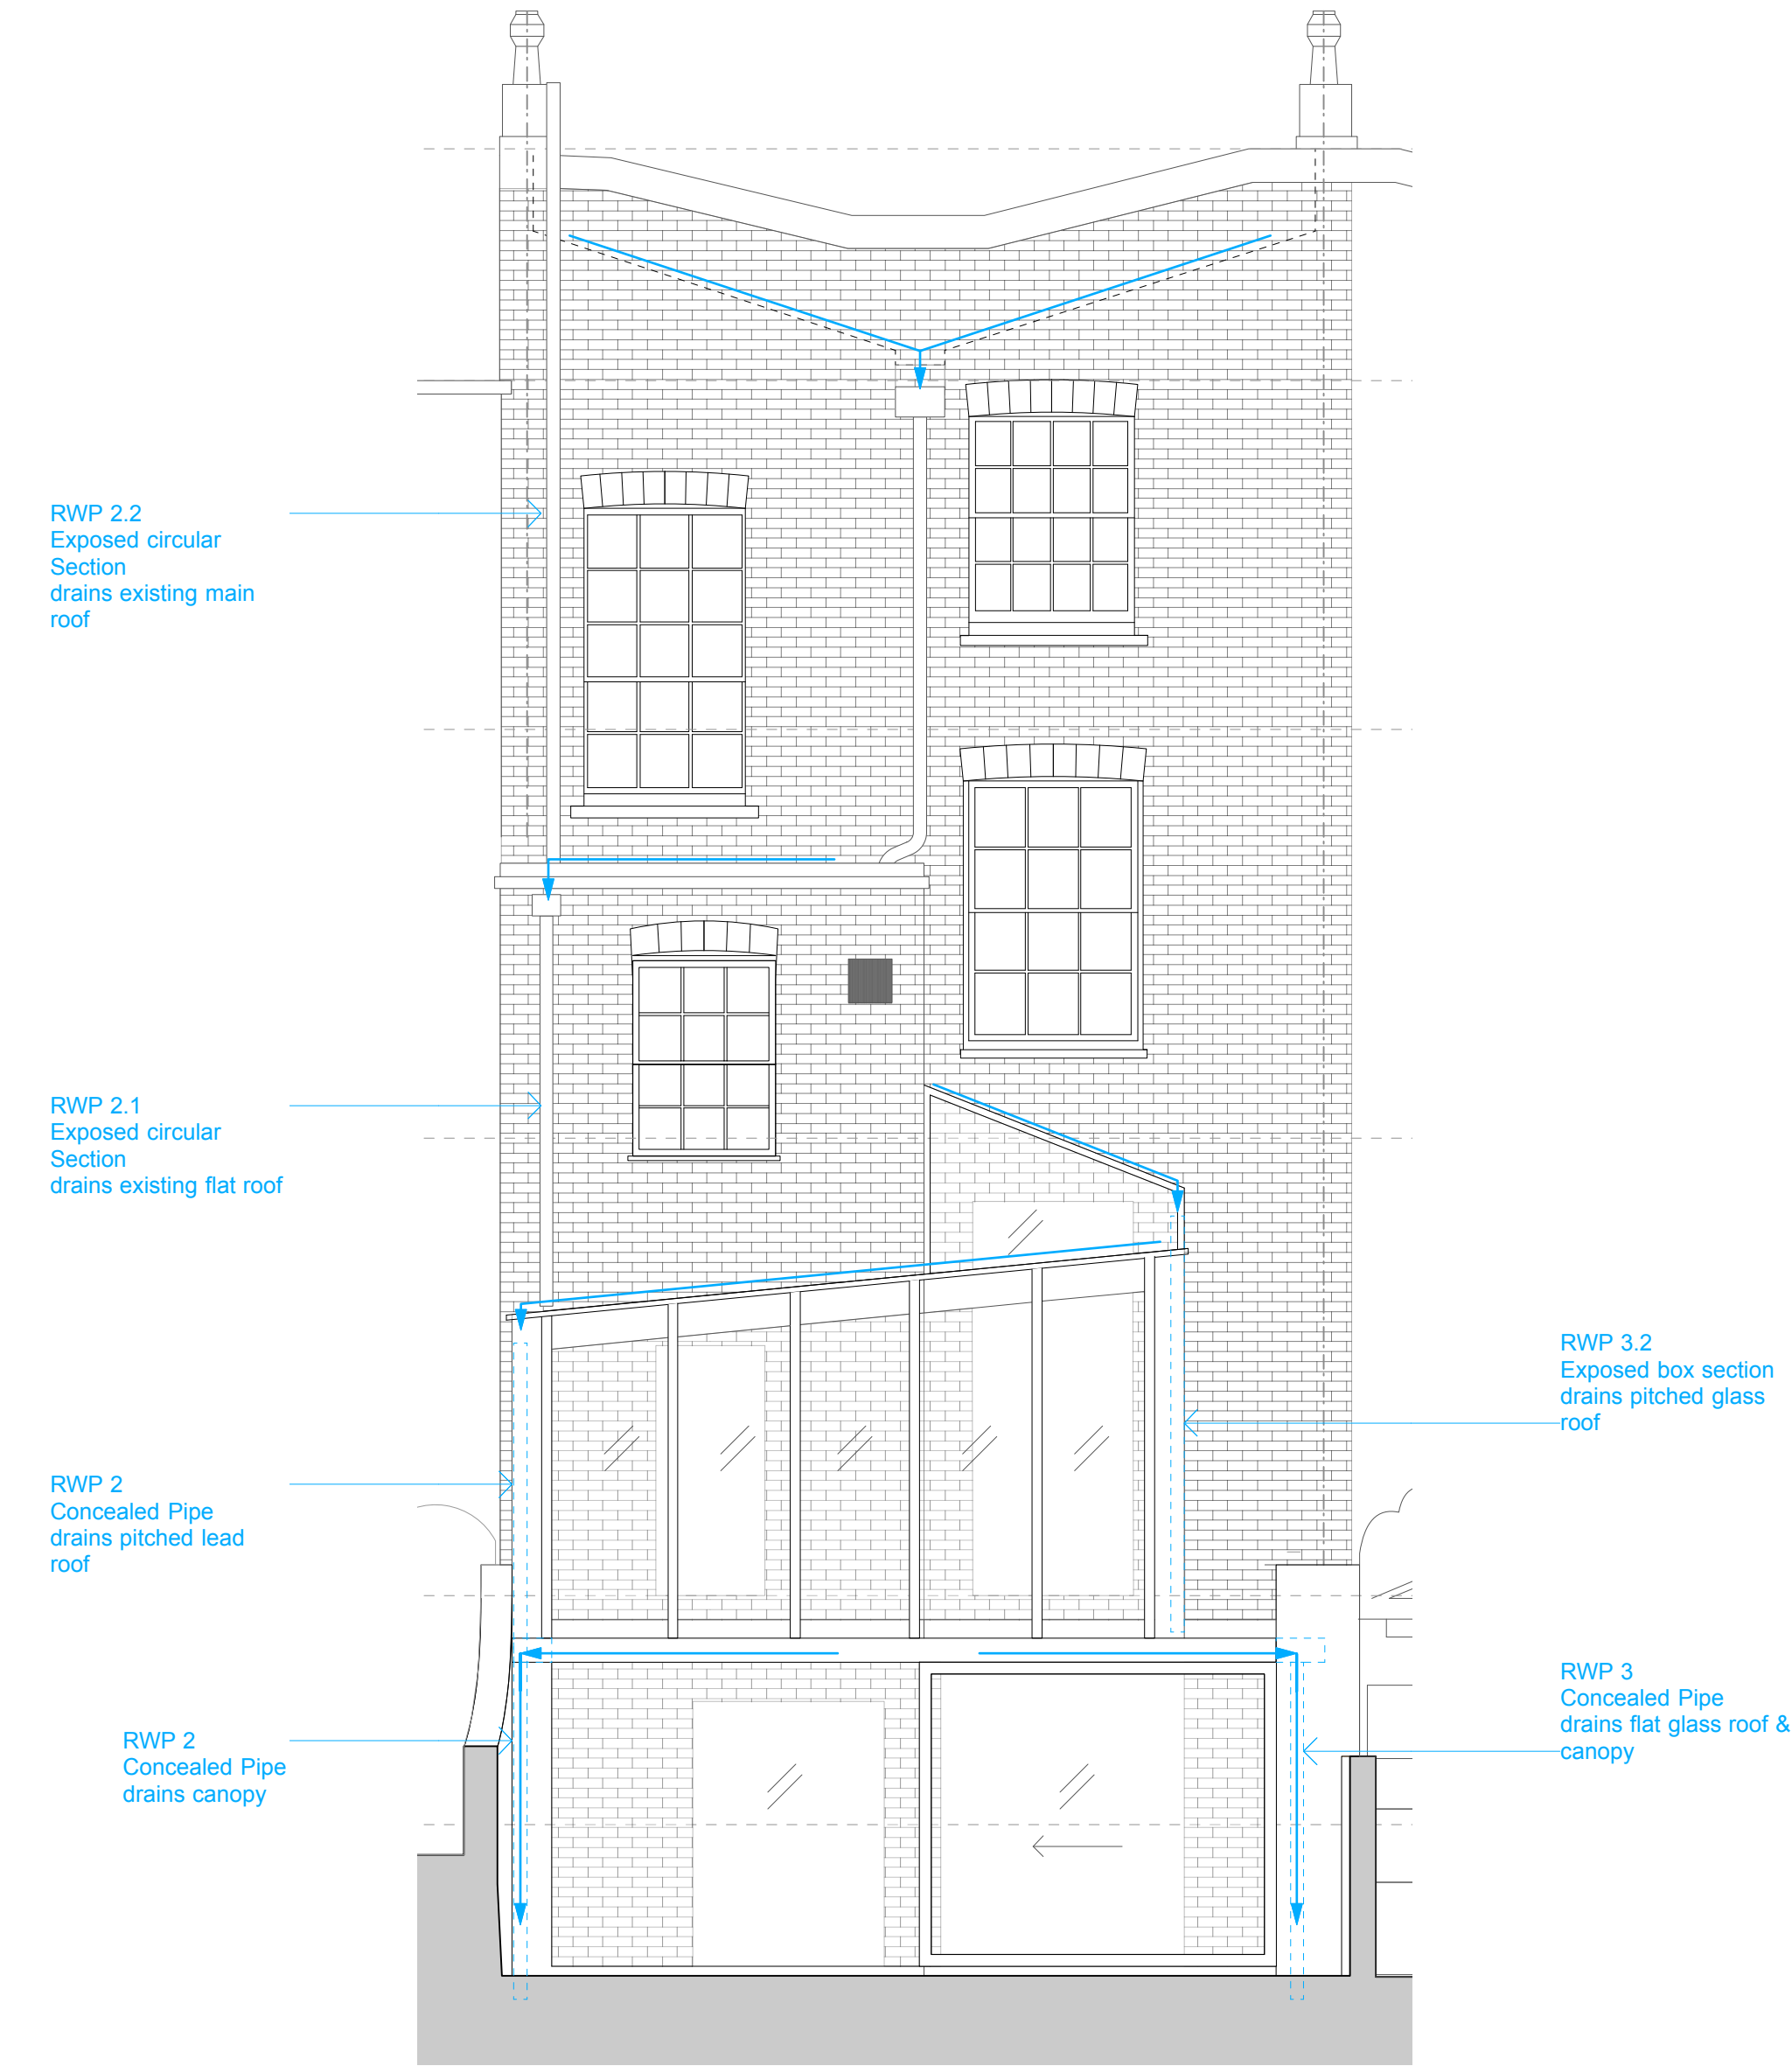 RWP 2.2
Exposed circular
Section
drains existing main
roof
RWP 2.1
Exposed circular
Section
drains existing flat roof
RWP 3.2
Exposed box section
drains pitched glass
roof
RWP 2
Concealed Pipe
drains pitched lead
roof
RWP 3
Concealed Pipe
drains flat glass roof &
canopy
RWP 2
Concealed Pipe
drains canopy